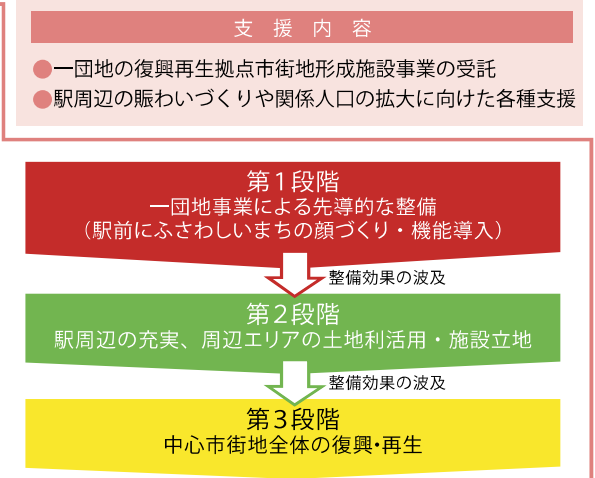 支 援 内 容
●一団地の復興再生拠点市街地形成施設事業の受託
●駅周辺の賑わいづくりや関係人口の拡大に向けた各種支援
第1段階
一団地事業による先導的な整備
（駅前にふさわしいまちの顔づくり・機能導入）
整備効果の波及
第2段階
駅周辺の充実、周辺エリアの土地利活用・施設立地
整備効果の波及
第3段階
中心市街地全体の復興・再生